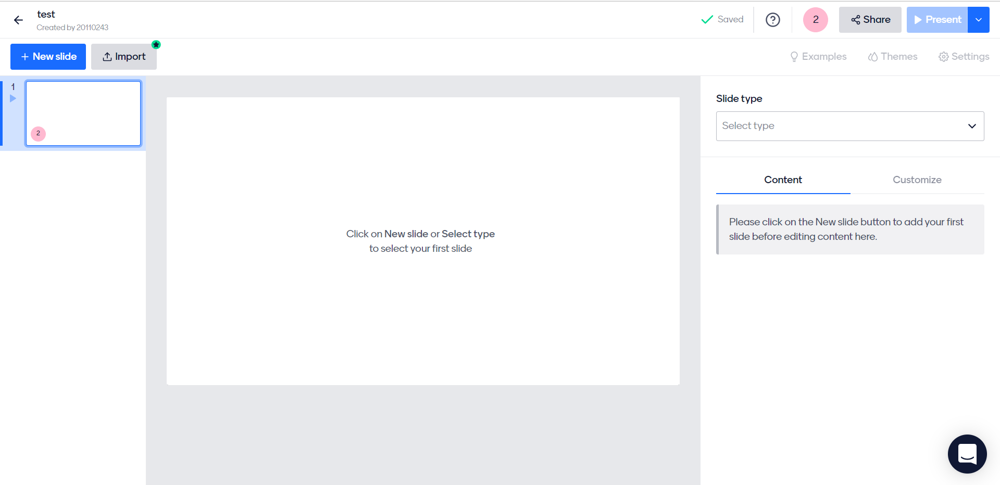 test
Created by 20110243
Saved
2
Share
Present
New slide
Import
Examples
Themes
Settings
1
2
Click on New slide or Select type
to select your first slide
Slide type
Select type
Content
Customize
Please click on the New slide button to add your first
slide before editing content here.